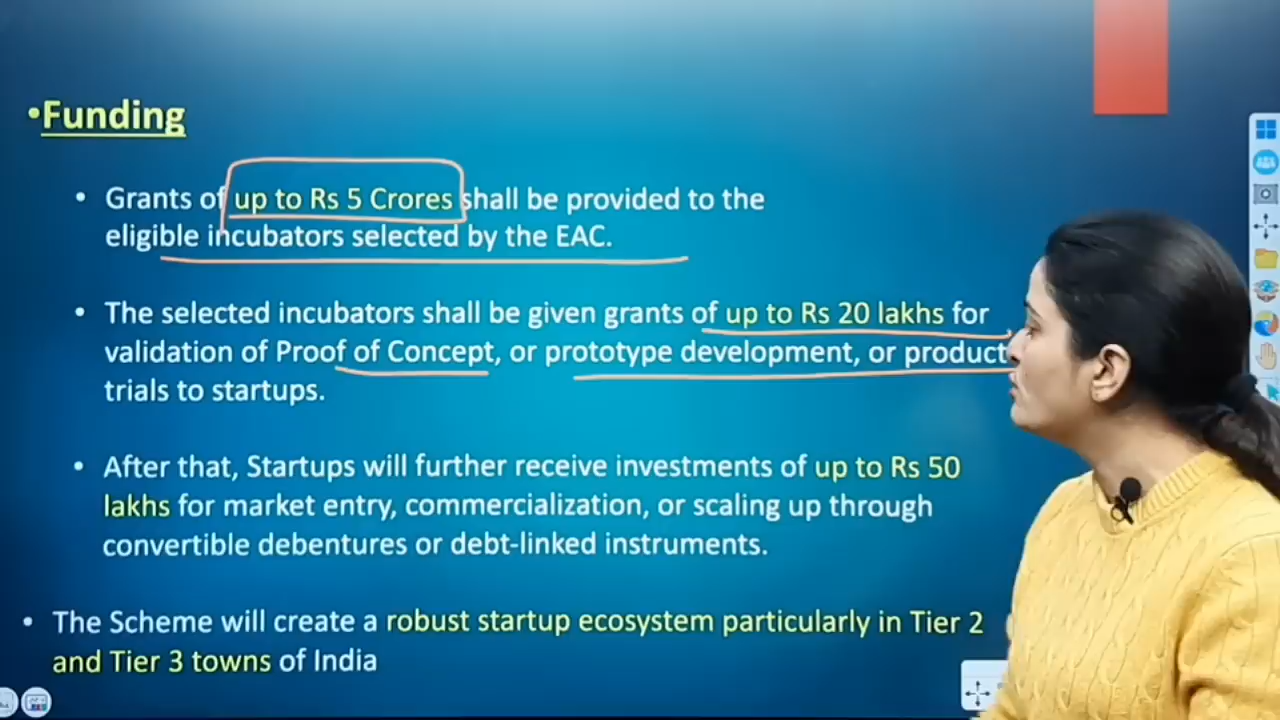 •Funding
• Grants of up to Rs 5 Crores shall be provided to the
eligible incubators selected by the EAC.
• The selected incubators shall be given grants of up to Rs 20 lakhs for
validation of Proof of Concept, or prototype development, or product
trials to startups.
• After that, Startups will further receive investments of up to Rs 50
lakhs for market entry, commercialization, or scaling up through
convertible debentures or debt-linked instruments.
• The Scheme will create a robust startup ecosystem particularly in Tier 2
and Tier 3 towns of India